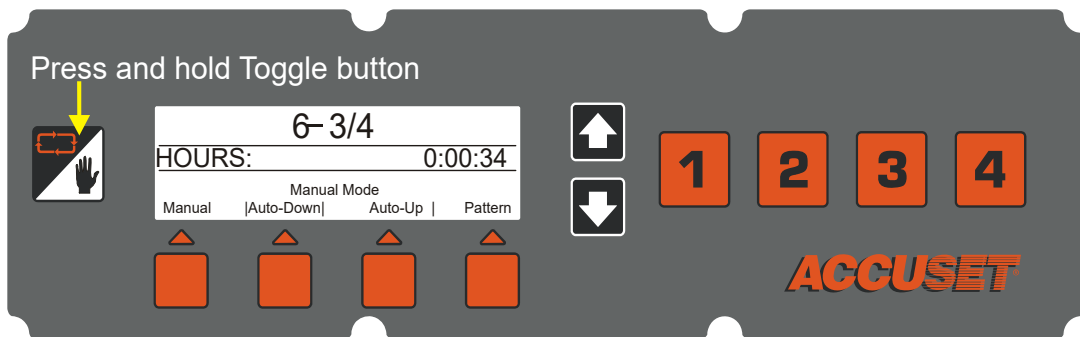 Press and hold Toggle button
6-3/4
HOURS: 0:00:34
Manual Mode
Manual |Auto-Down| Auto-Up | Pattern
1 2 3 4
ACCUSET